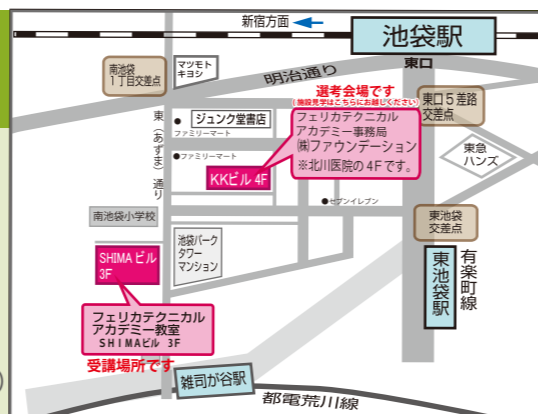 新宿方面
池袋駅
東口
南池袋
1丁目交差点
マツモト
キヨシ
明治通り
選考会場です
(施設見学はこちらにお越しください)
東口5差路
交差点
ジュンク堂書店
ファミリーマート
フェリカテクニカル
アカデミー事務局
㈱ファウンデーション
※北川医院の4Fです。
東急
ハンズ
東(あずま)通り
ファミリーマート
KKビル 4F
セブンイレブン
南池袋小学校
東池袋
交差点
SHIMAビル
3F
池袋パーク
タワー
マンション
東池袋駅
有楽町線
フェリカテクニカル
アカデミー教室
SHIMAビル 3F
受講場所です
雑司が谷駅
都電荒川線